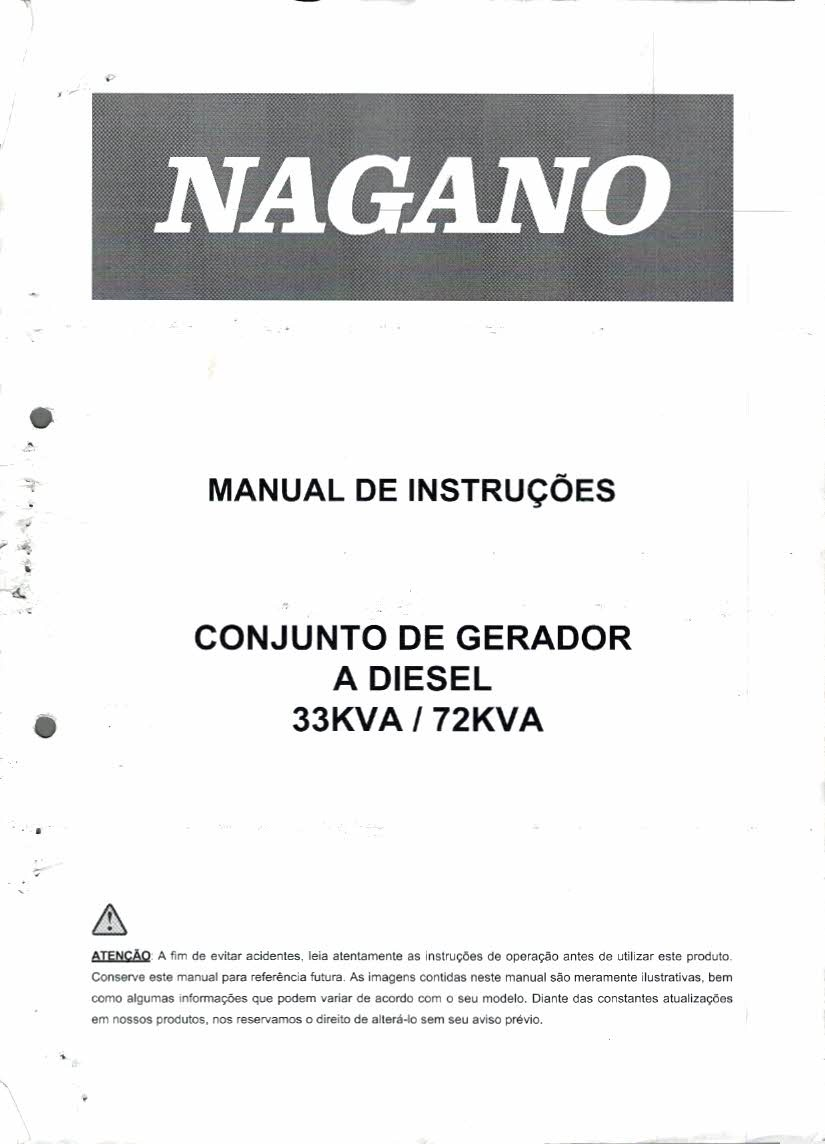 NAGANO
MANUAL DE INSTRUÇÕES
CONJUNTO DE GERADOR
A DIESEL
33KVA / 72KVA
ATENÇÃO: A fim de evitar acidentes, leia atentamente as instruções de operação antes de utilizar este produto.
Conserve este manual para referência futura. As imagens contidas neste manual são meramente ilustrativas, bem
como algumas informações que podem variar de acordo com o seu modelo. Diante das constantes atualizações
em nossos produtos, nos reservamos o direito de alterá-lo sem seu aviso prévio.